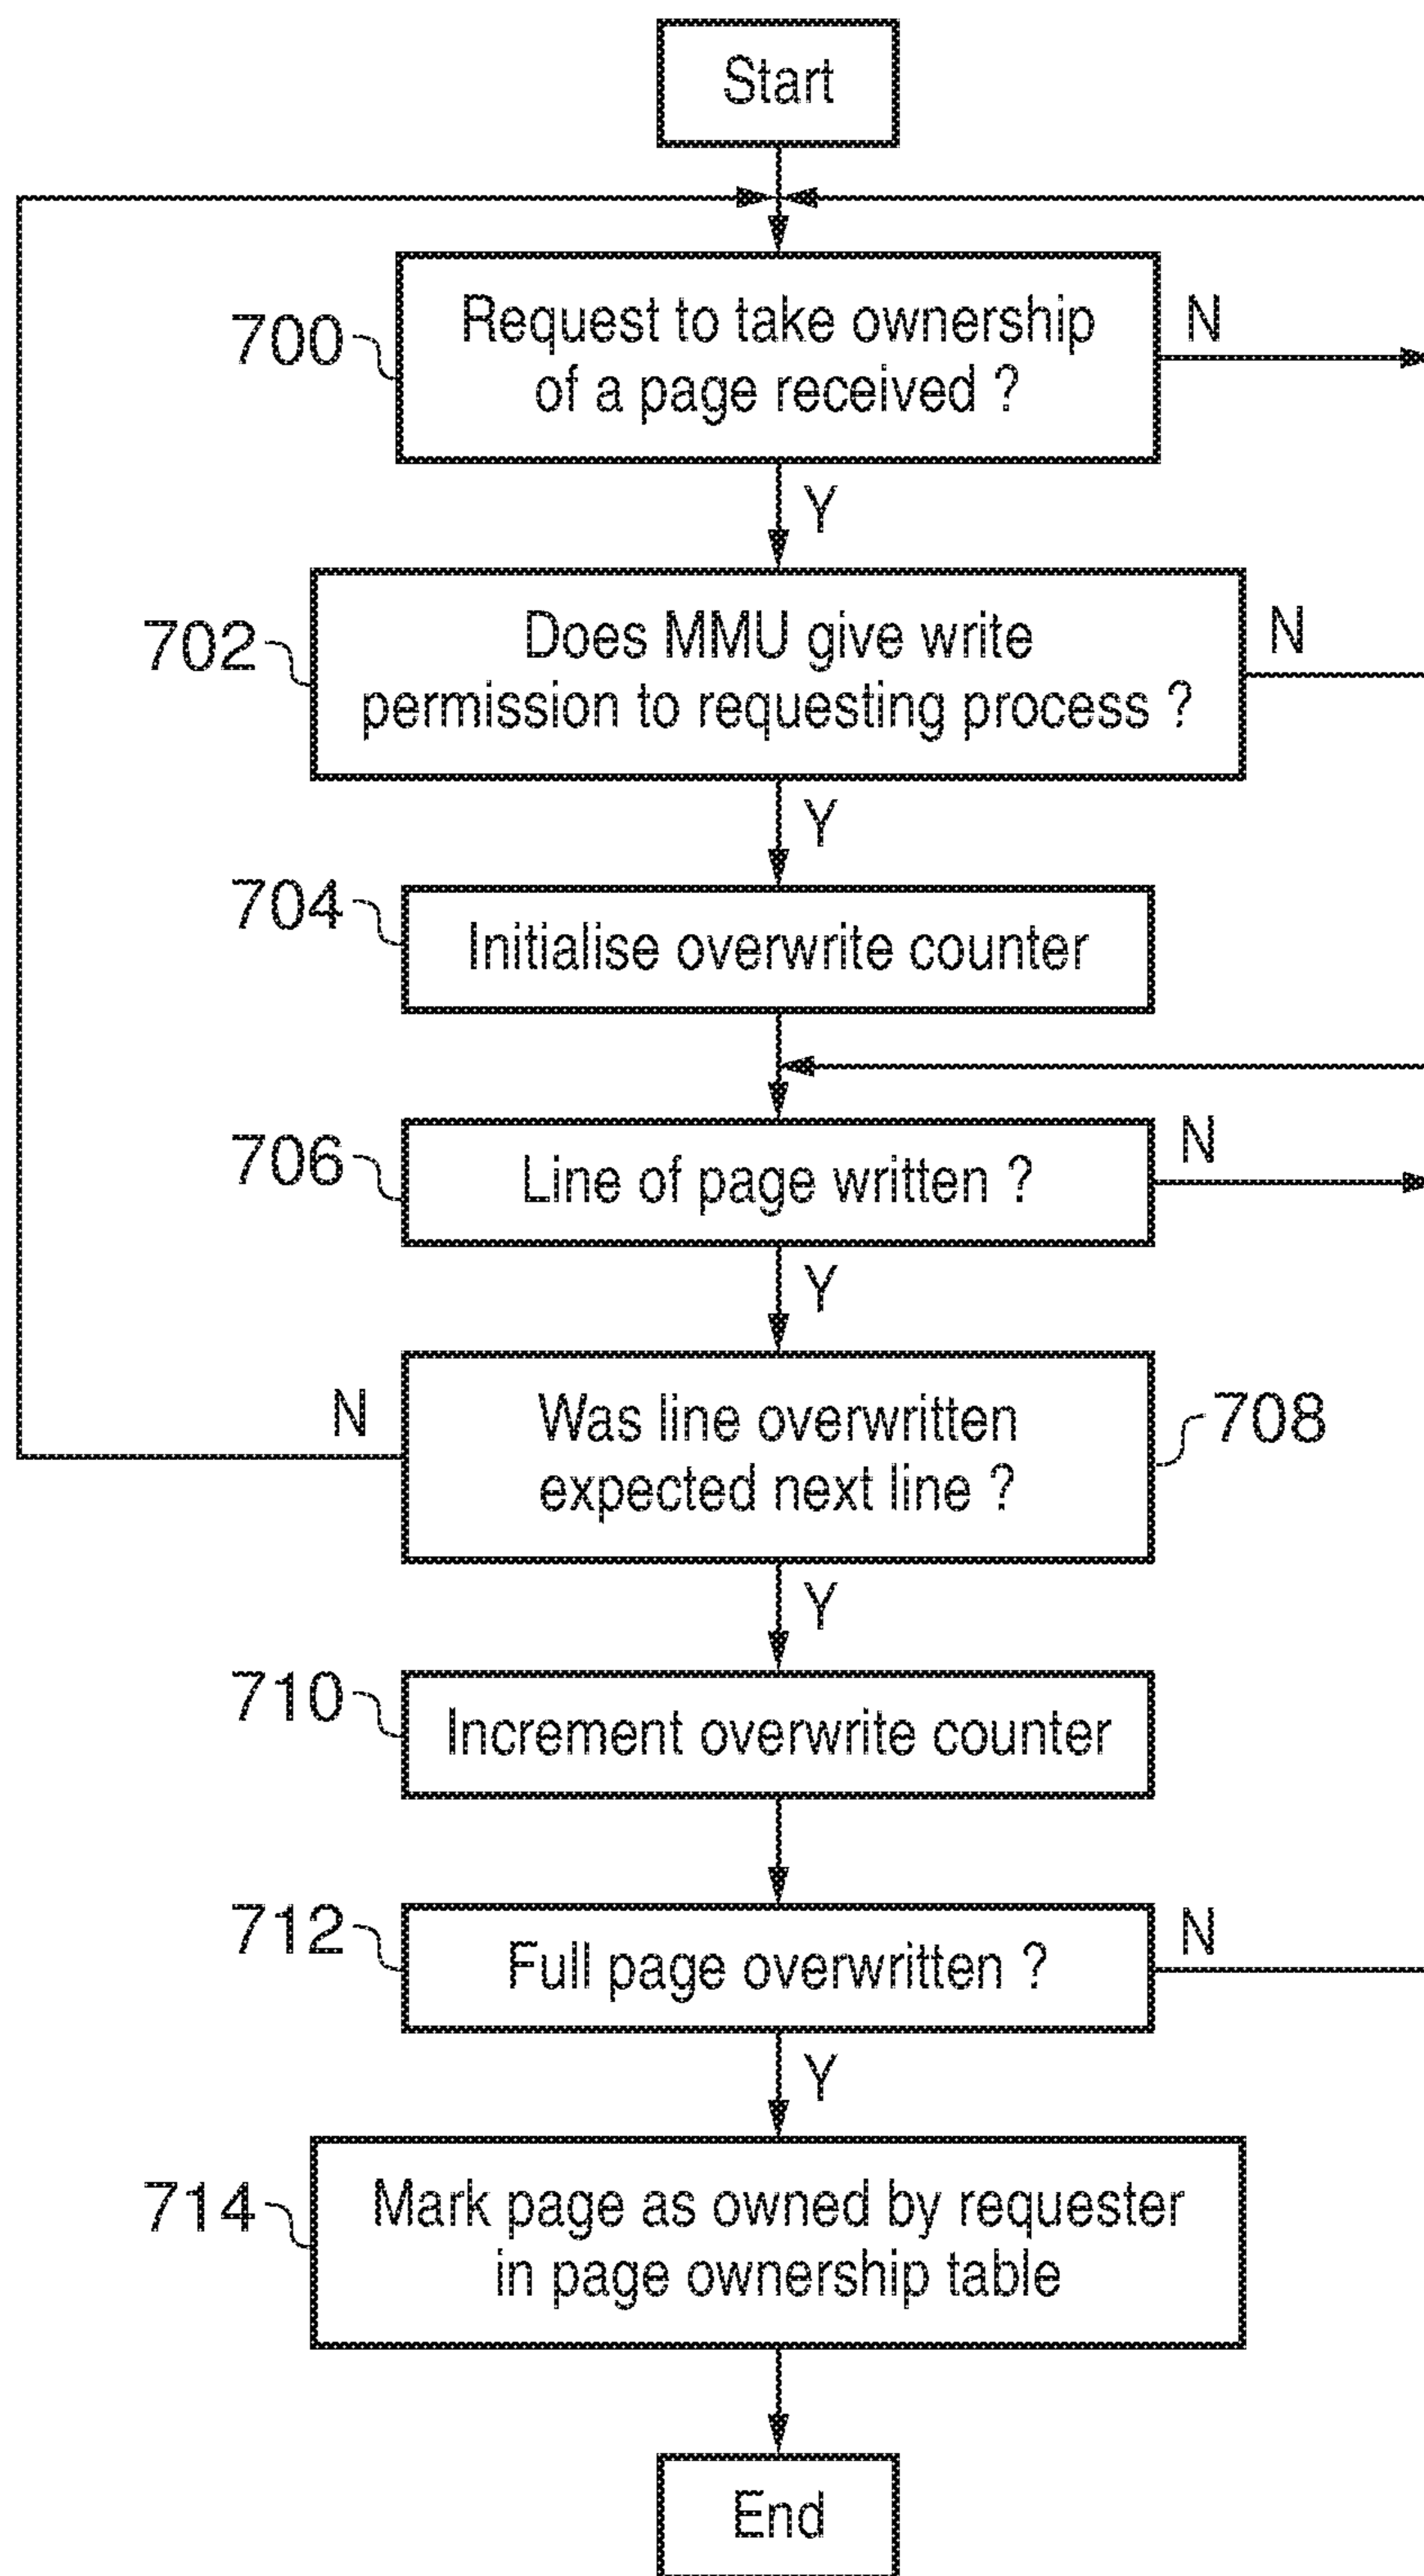 Start
700
Request to take ownership
of a page received ?
N
Y
702
Does MMU give write
permission to requesting process ?
N
Y
704
Initialise overwrite counter
706
Line of page written ?
N
Y
N
Was line overwritten
expected next line ?
708
Y
710
Increment overwrite counter
712
Full page overwritten ?
N
Y
714
Mark page as owned by requester
in page ownership table
End